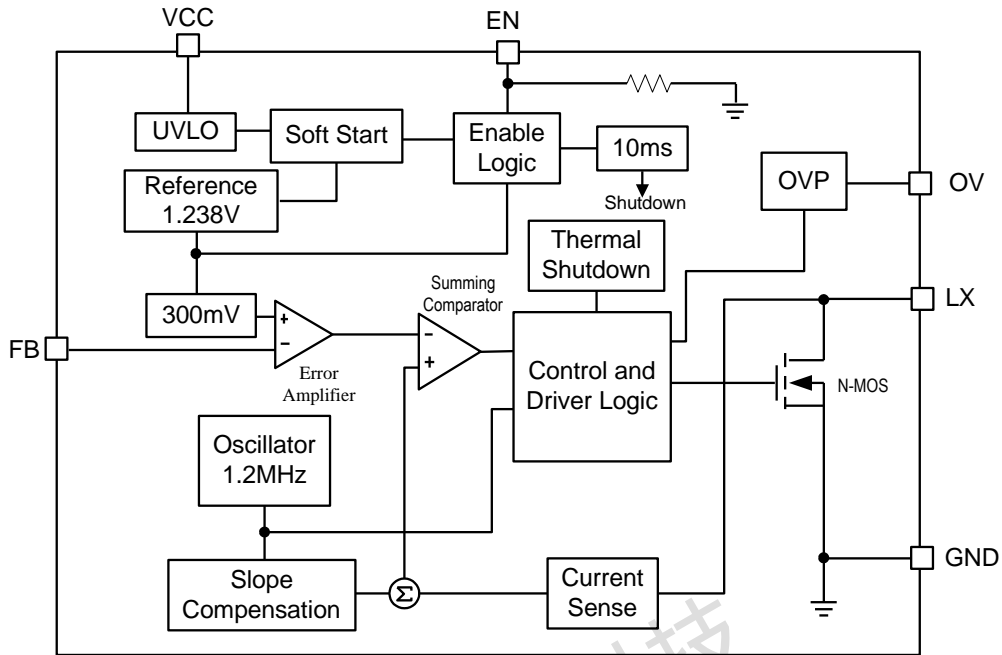 VCC
EN
UVLO
Soft Start
Enable
Logic
10ms
Shutdown
Reference
1.238V
OVP
OV
Thermal
Shutdown
300mV
Summing
Comparator
LX
FB
+
−
Error
Amplifier
−
+
Control and
Driver Logic
N-MOS
Oscillator
1.2MHz
Slope
Compensation
Σ
Current
Sense
GND
技